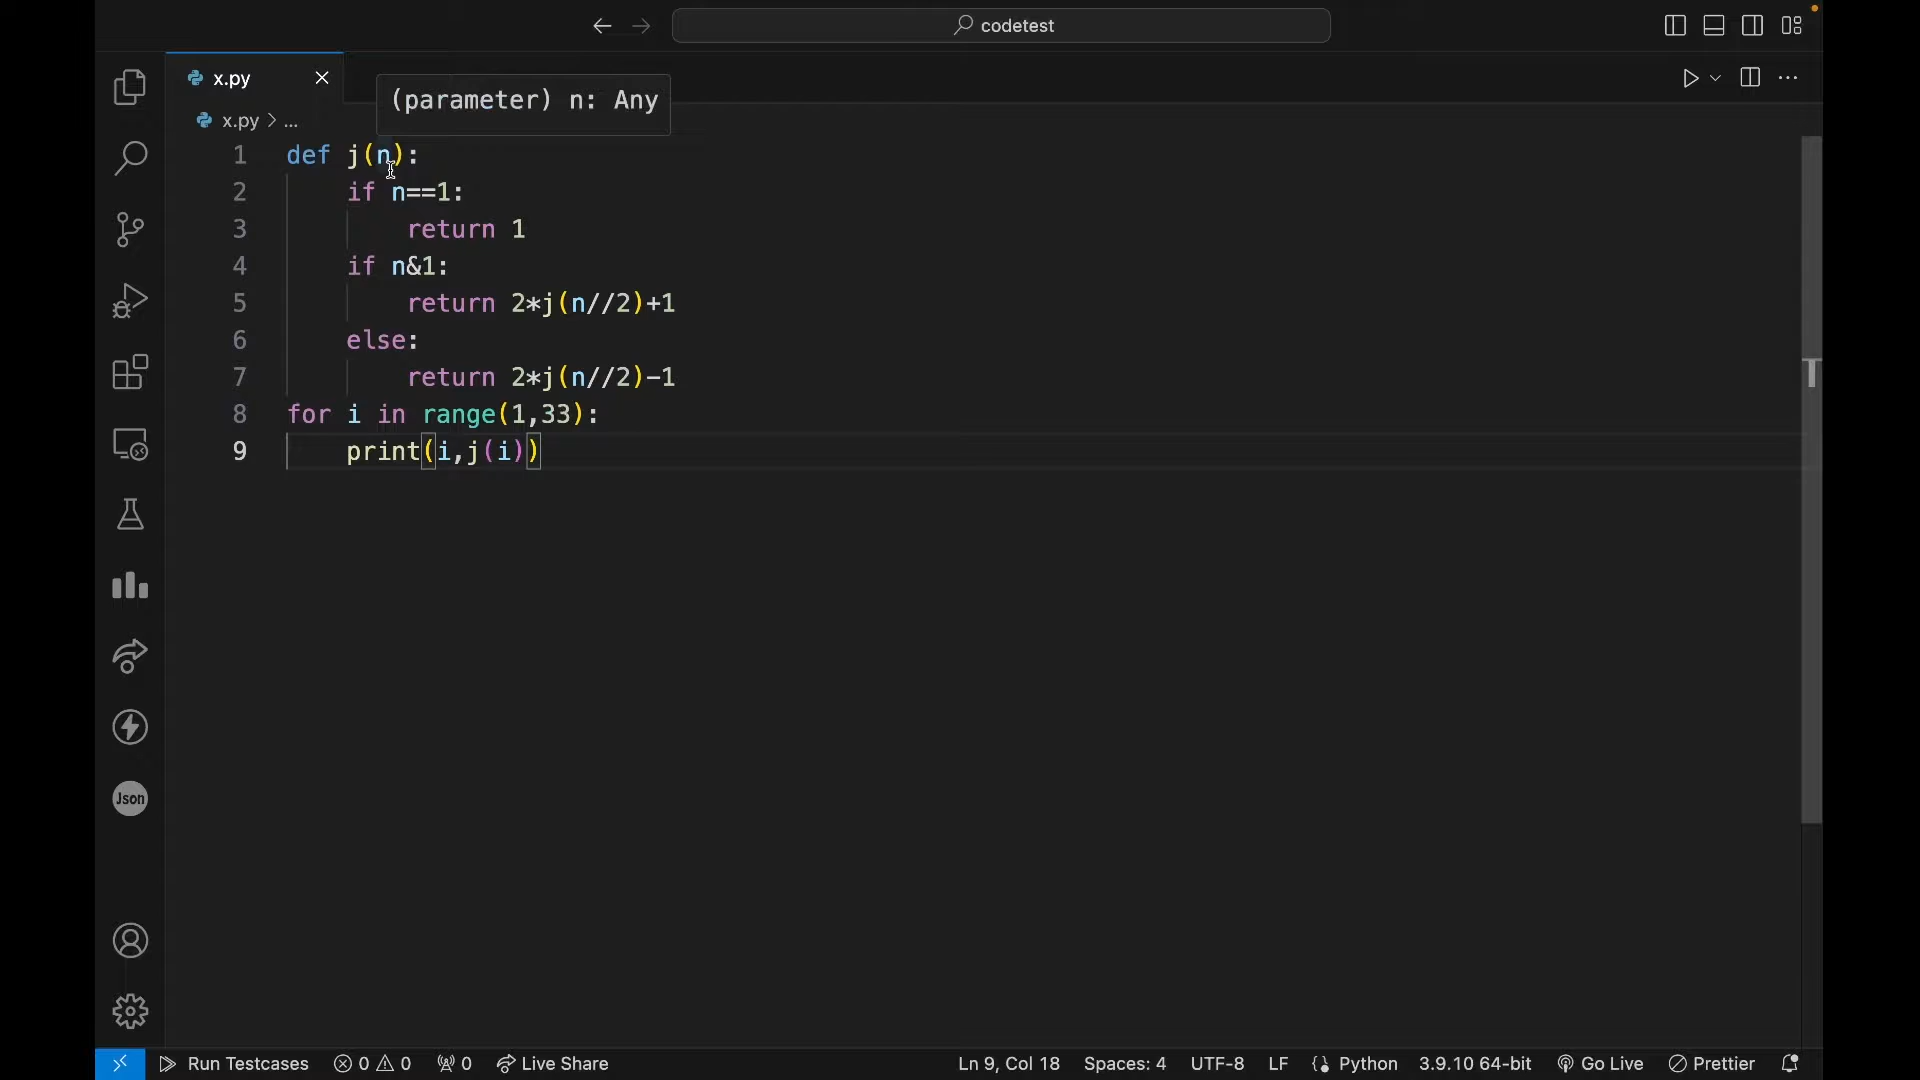 codetest
x.py
(parameter) n: Any
x.py > ...
1 def j(n):
2     if n==1:
3         return 1
4     if n&1:
5         return 2*j(n//2)+1
6     else:
7         return 2*j(n//2)-1
8 for i in range(1,33):
9     print(i,j(i))
Json
Run Testcases 0 0 0 Live Share Ln 9, Col 18 Spaces: 4 UTF-8 LF Python 3.9.10 64-bit Go Live Prettier